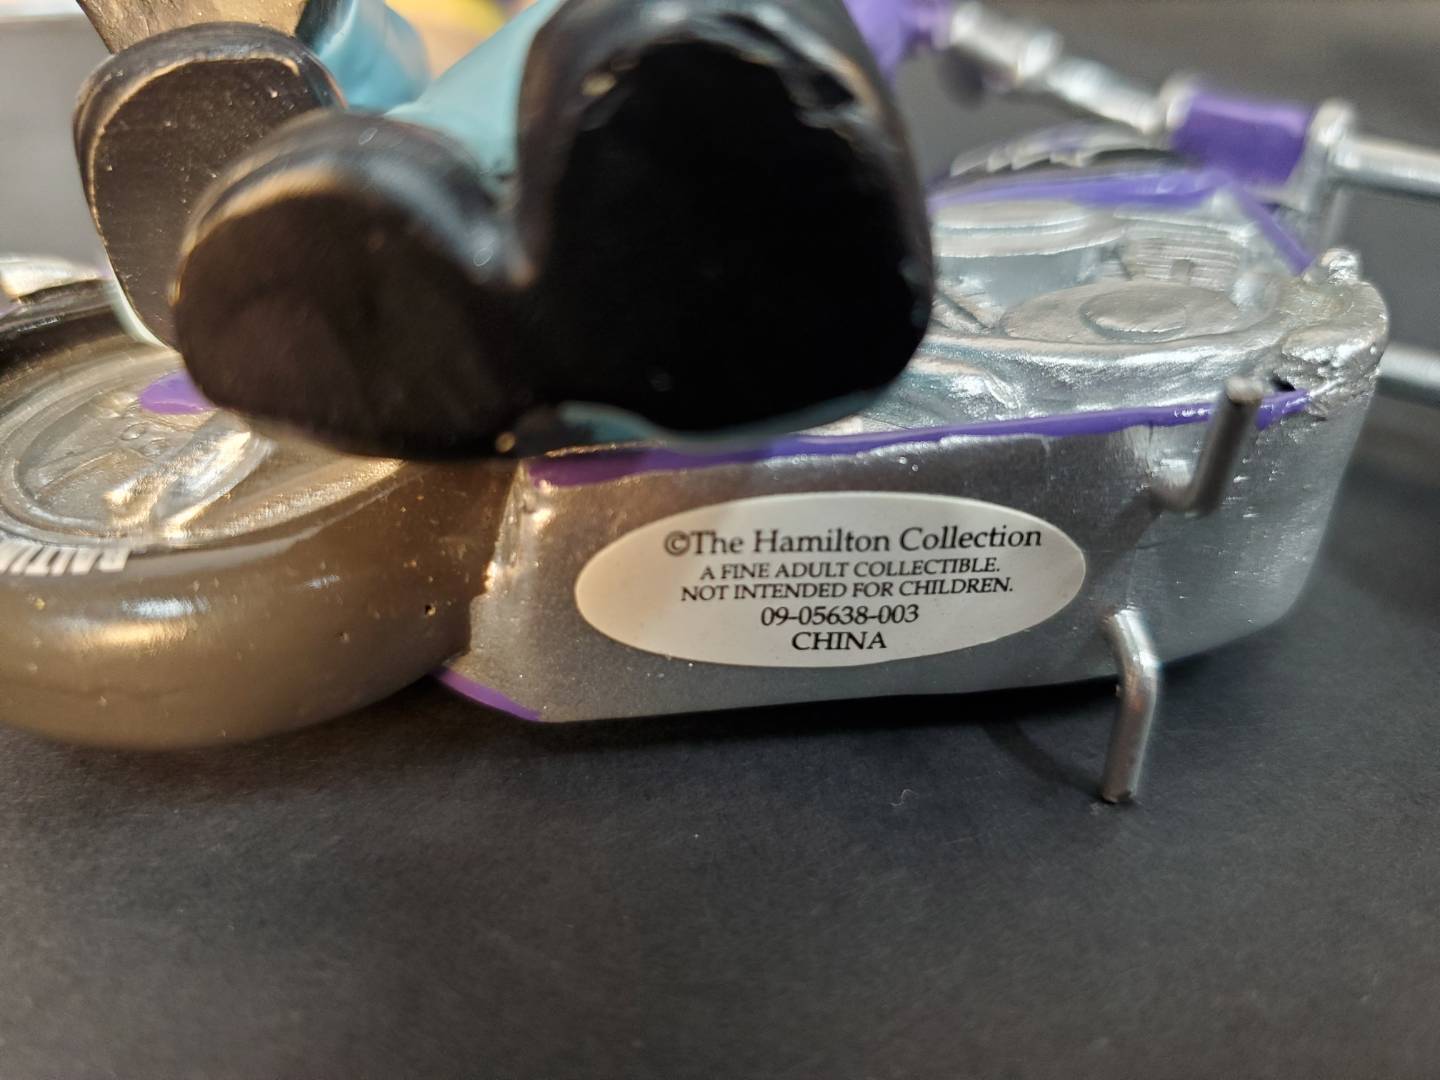 ©The Hamilton Collection
A FINE ADULT COLLECTIBLE.
NOT INTENDED FOR CHILDREN.
09-05638-003
CHINA